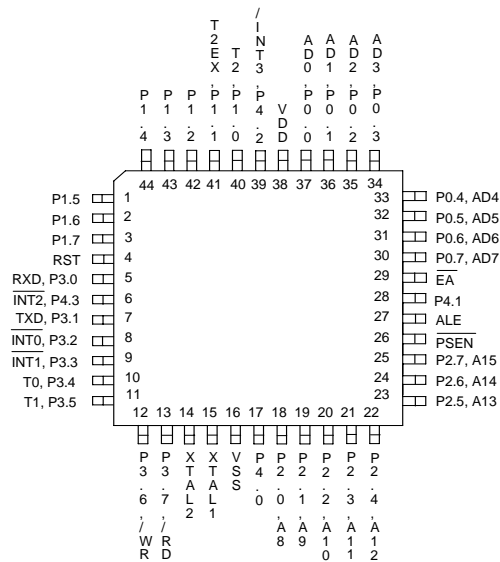 P1.4
P1.3
P1.2
T2EX,P1.1
T2,P1.0
/INT3,P4.2
VDD
AD0,P0.0
AD1,P0.1
AD2,P0.2
AD3,P0.3
44 43 42 41 40 39 38 37 36 35 34
P1.5 1
P1.6 2
P1.7 3
RST 4
RXD, P3.0 5
INT2, P4.3 6
TXD, P3.1 7
INT0, P3.2 8
INT1, P3.3 9
T0, P3.4 10
T1, P3.5 11
33 P0.4, AD4
32 P0.5, AD5
31 P0.6, AD6
30 P0.7, AD7
29 EA
28 P4.1
27 ALE
26 PSEN
25 P2.7, A15
24 P2.6, A14
23 P2.5, A13
12 13 14 15 16 17 18 19 20 21 22
P3.6,/WR
P3.7,/RD
XTAL2
XTAL1
VSS
P4.0
P2.0,A8
P2.1,A9
P2.2,A10
P2.3,A11
P2.4,A12